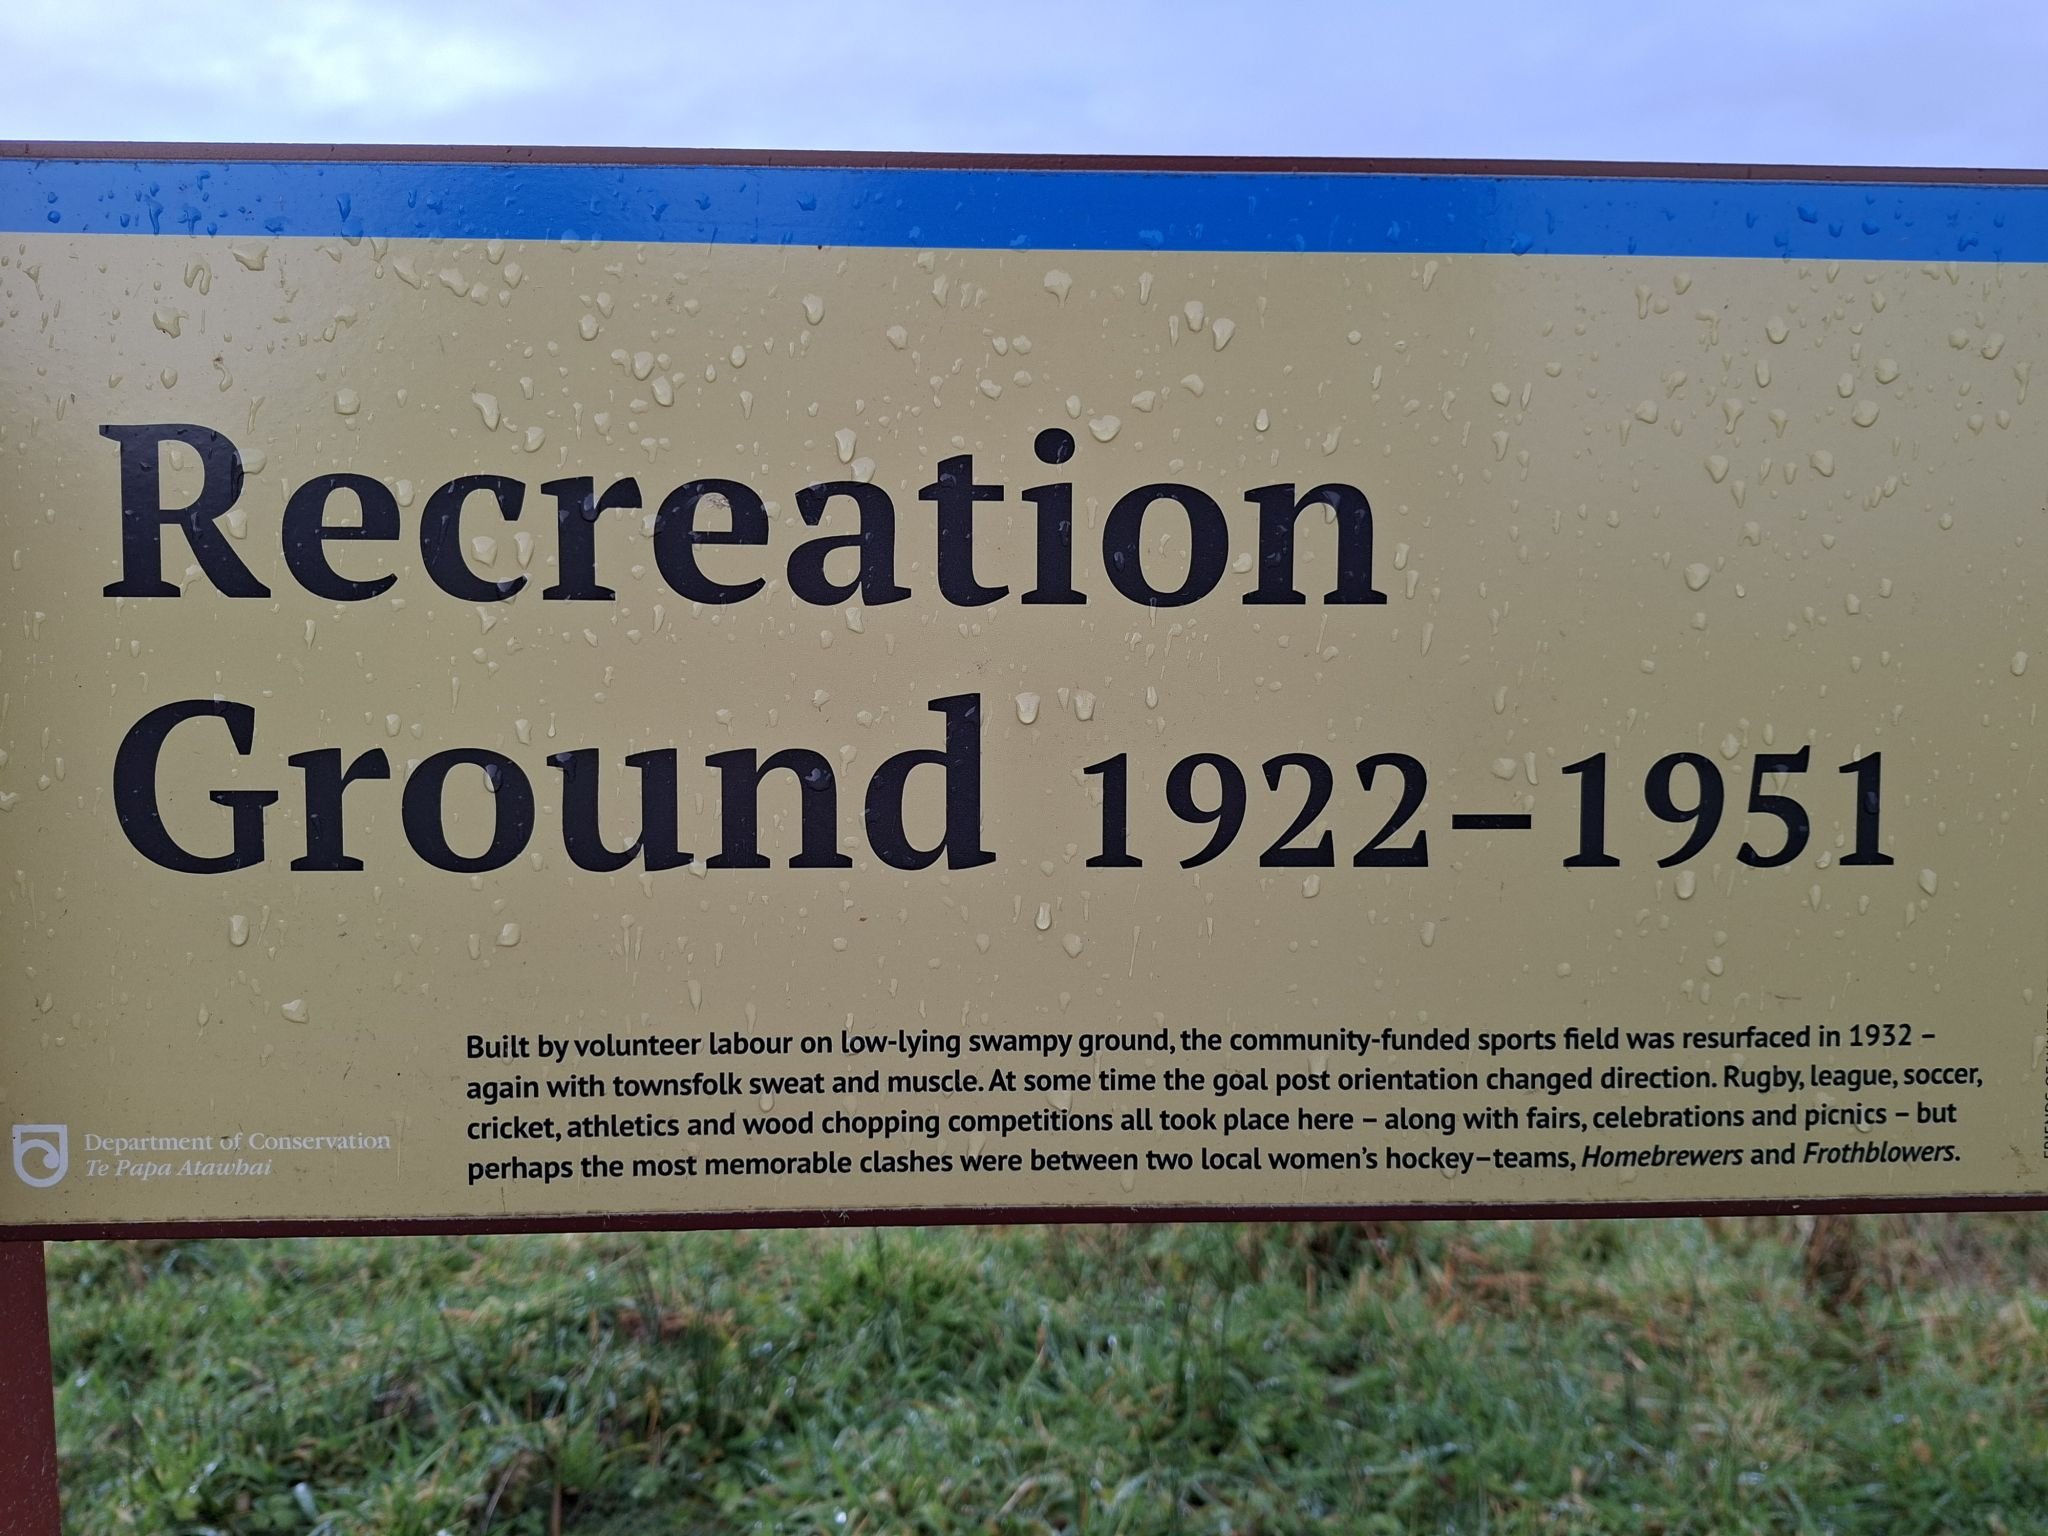 Recreation
Ground 1922–1951
Built by volunteer labour on low-lying swampy ground, the community-funded sports field was resurfaced in 1932 –
again with townsfolk sweat and muscle. At some time the goal post orientation changed direction. Rugby, league, soccer,
cricket, athletics and wood chopping competitions all took place here – along with fairs, celebrations and picnics – but
perhaps the most memorable clashes were between two local women's hockey–teams, Homebrewers and Frothblowers.
Department of Conservation
Te Papa Atawhai